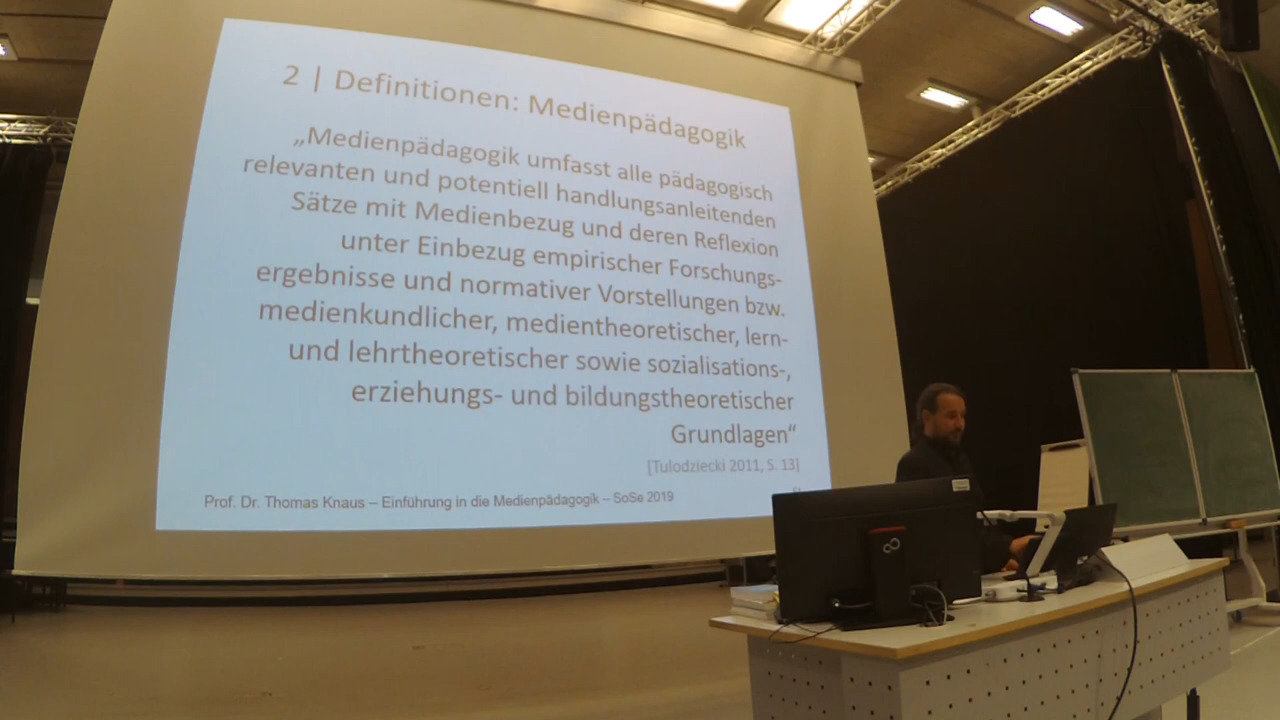 2 | Definitionen: Medienpädagogik
„Medienpädagogik umfasst alle pädagogisch
relevanten und potentiell handlungsanleitenden
Sätze mit Medienbezug und deren Reflexion
unter Einbezug empirischer Forschungs-
ergebnisse und normativer Vorstellungen bzw.
medienkundlicher, medientheoretischer, lern-
und lehrtheoretischer sowie sozialisations-,
erziehungs- und bildungstheoretischer
Grundlagen“
[Tulodziecki 2011, S. 13]
Prof. Dr. Thomas Knaus – Einführung in die Medienpädagogik – SoSe 2019